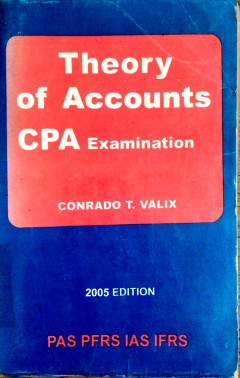 Theory
of Accounts
CPA Examination
CONRADO T. VALIX
2005 EDITION
PAS PFRS IAS IFRS